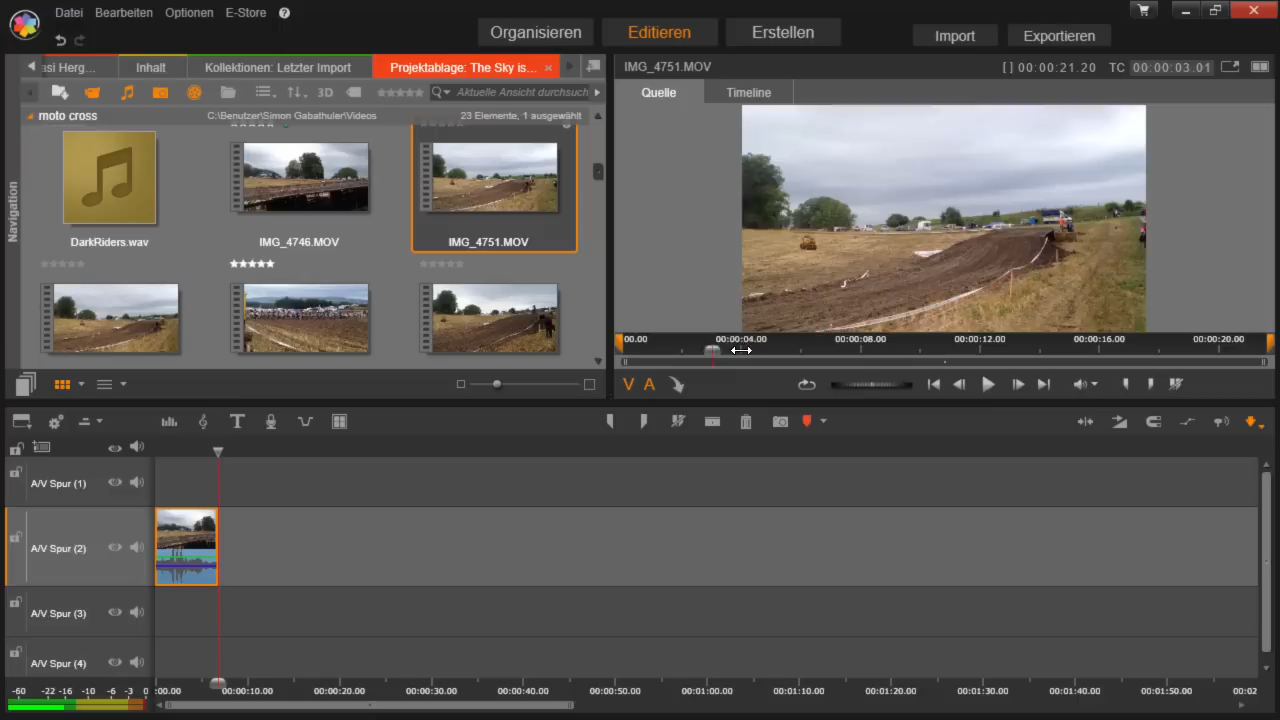 Datei Bearbeiten Optionen E-Store ?
Organisieren Editieren Erstellen Import Exportieren
asi Herg... Inhalt Kollektionen: Letzter Import Projektablage: The Sky is... ×
IMG_4751.MOV [ ] 00:00:21.20 TC 00:00:03.01
3D Aktuelle Ansicht durchsuch
Quelle Timeline
moto cross C:\Benutzer\Simon Gabathuler\Videos 23 Elemente, 1 ausgewählt
Navigation
DarkRiders.wav IMG_4746.MOV IMG_4751.MOV
00.00 00:00:04.00 00:00:08.00 00:00:12.00 00:00:16.00 00:00:20.00
V A
A/V Spur (1)
A/V Spur (2)
A/V Spur (3)
A/V Spur (4)
-60 -22 -16 -10 -6 -3 0 :00.00 00:00:10.00 00:00:20.00 00:00:30.00 00:00:40.00 00:00:50.00 00:01:00.00 00:01:10.00 00:01:20.00 00:01:30.00 00:01:40.00 00:01:50.00 00:02